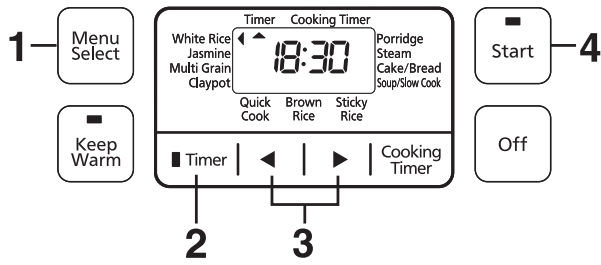 Timer Cooking Timer
1 Menu Select
White Rice
Jasmine
Multi Grain
Claypot
18:30
Porridge
Steam
Cake/Bread
Soup/Slow Cook
Start 4
Quick Cook
Brown Rice
Sticky Rice
Keep Warm
Timer
Cooking Timer
Off
2
3